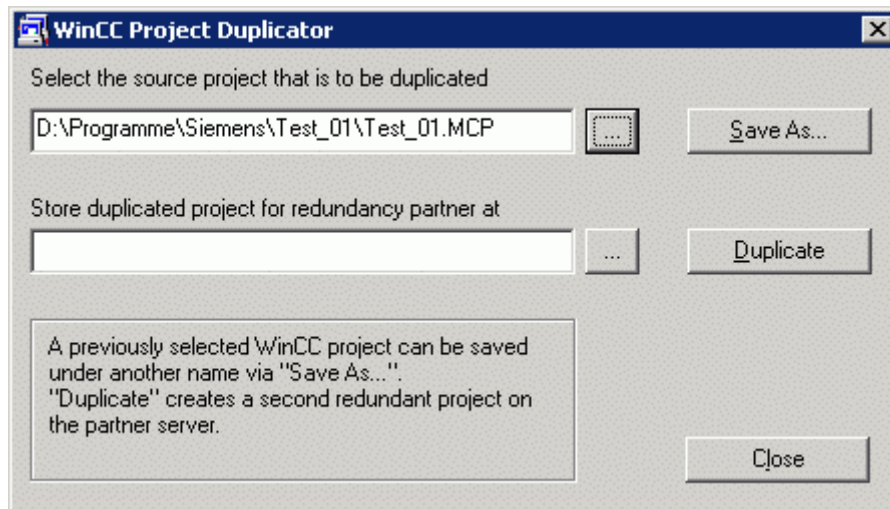 WinCC Project Duplicator
Select the source project that is to be duplicated
D:\Programme\Siemens\Test_01\Test_01.MCP
...
Save As...
Store duplicated project for redundancy partner at
...
Duplicate
A previously selected WinCC project can be saved
under another name via "Save As...".
"Duplicate" creates a second redundant project on
the partner server.
Close